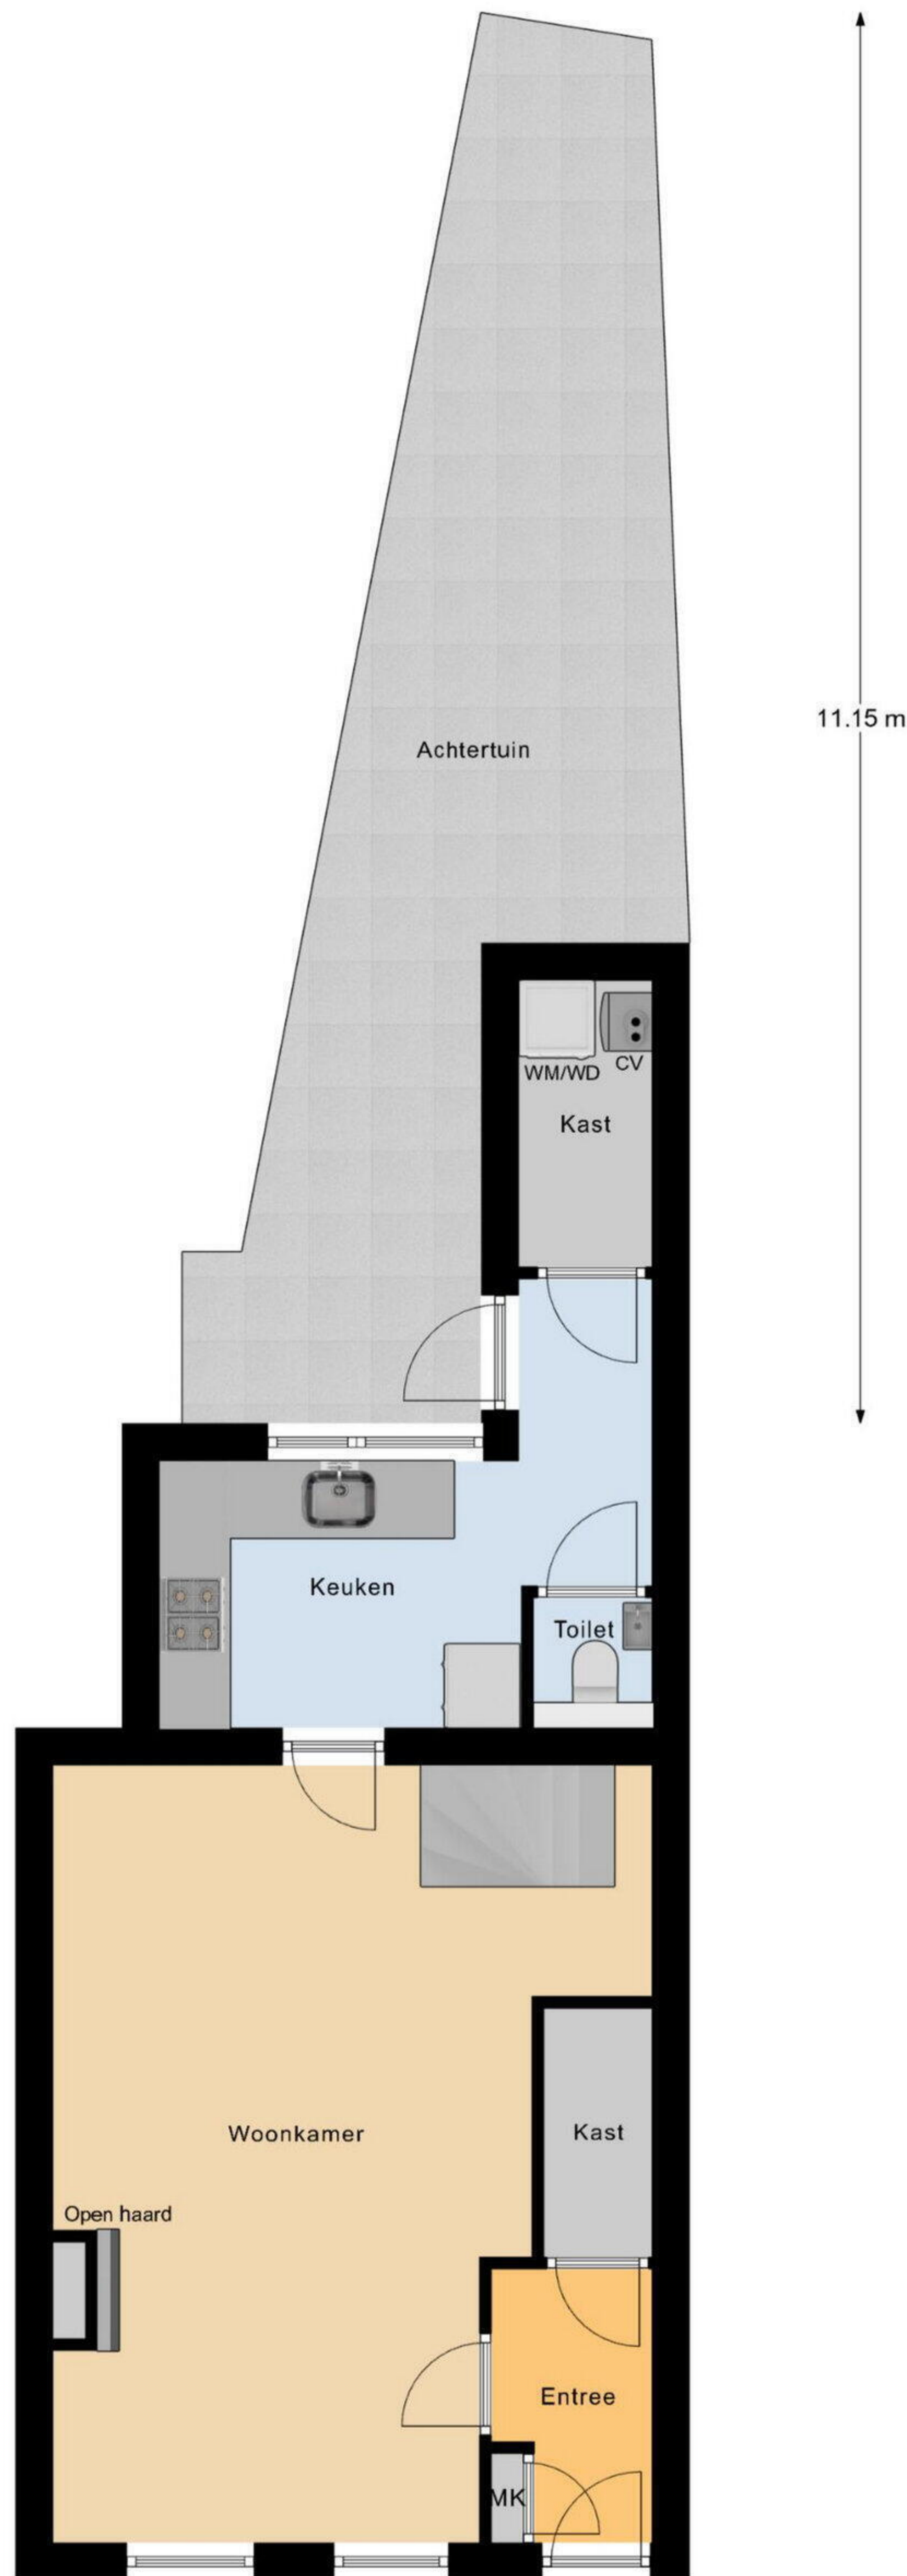 11.15 m
Achtertuin
WM/WD
CV
Kast
Keuken
Toilet
Woonkamer
Kast
Open haard
Entree
MK